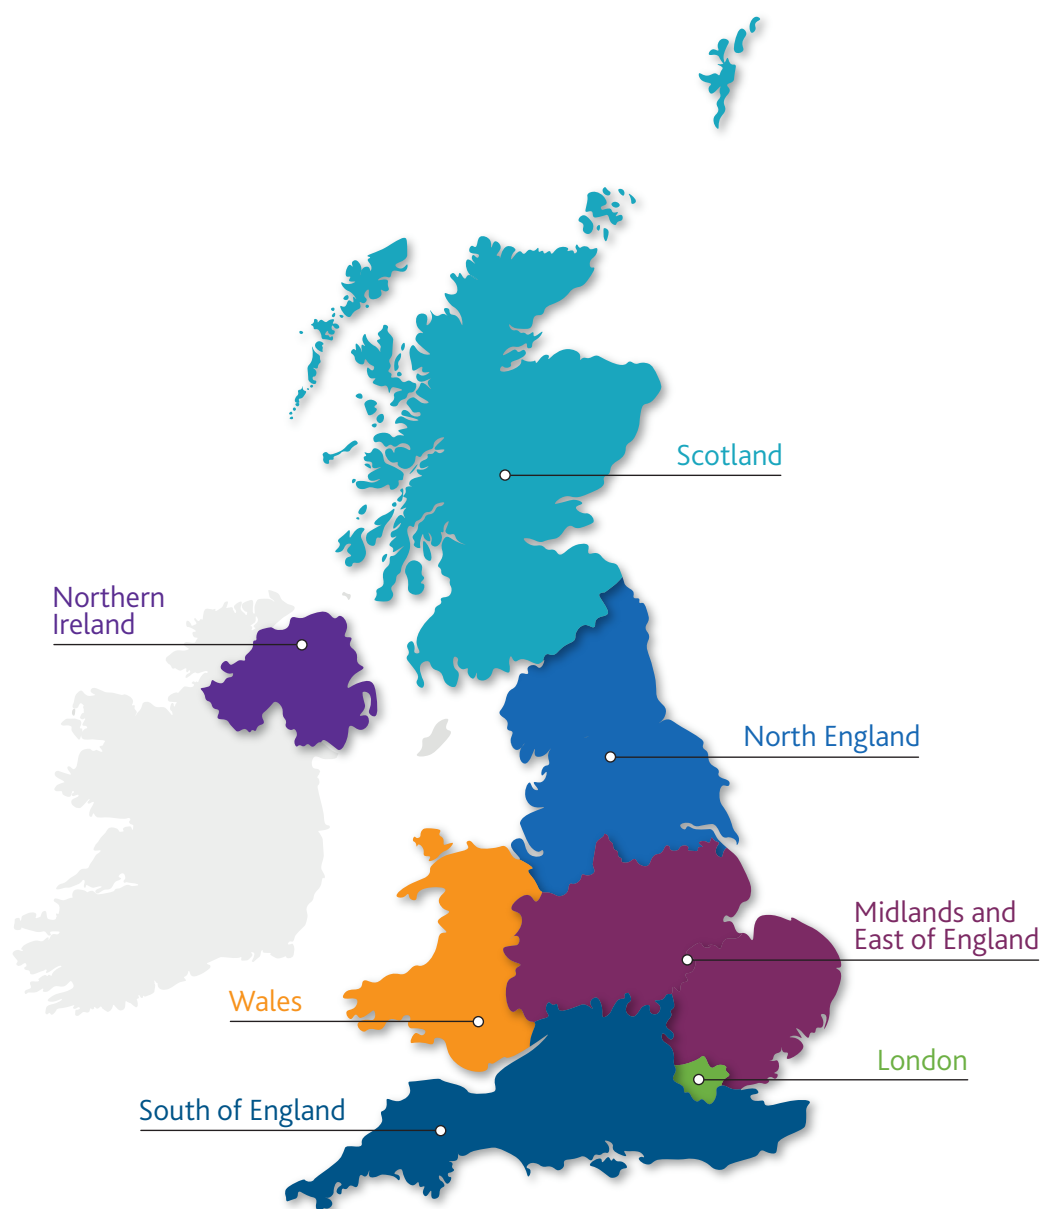 Scotland
Northern
Ireland
North England
Midlands and
East of England
Wales
London
South of England